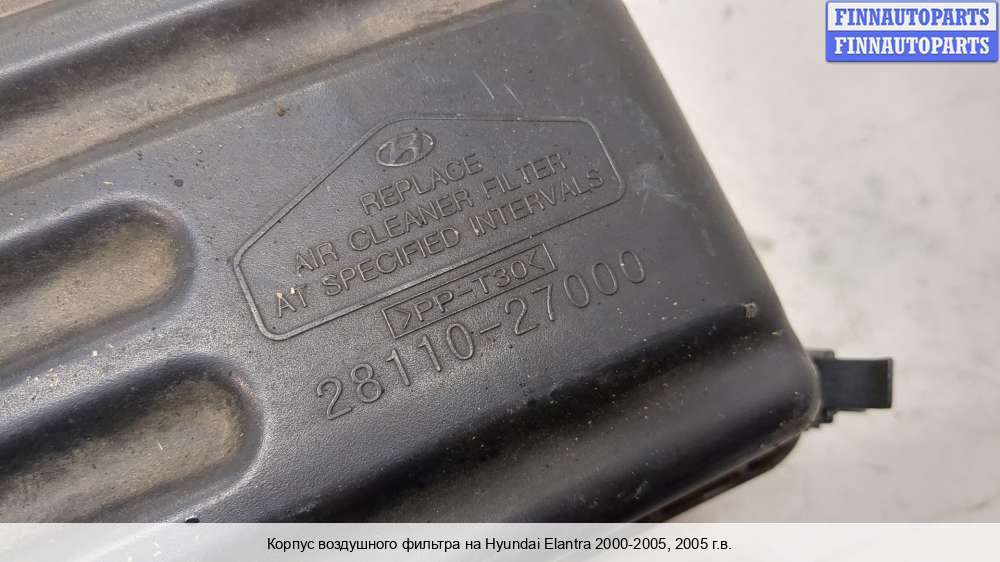 FINNAUTOPARTS
FINNAUTOPARTS
REPLACE
AIR CLEANER FILTER
AT SPECIFIED INTERVALS
>PP-T30<
28110-27000
Корпус воздушного фильтра на Hyundai Elantra 2000-2005, 2005 г.в.